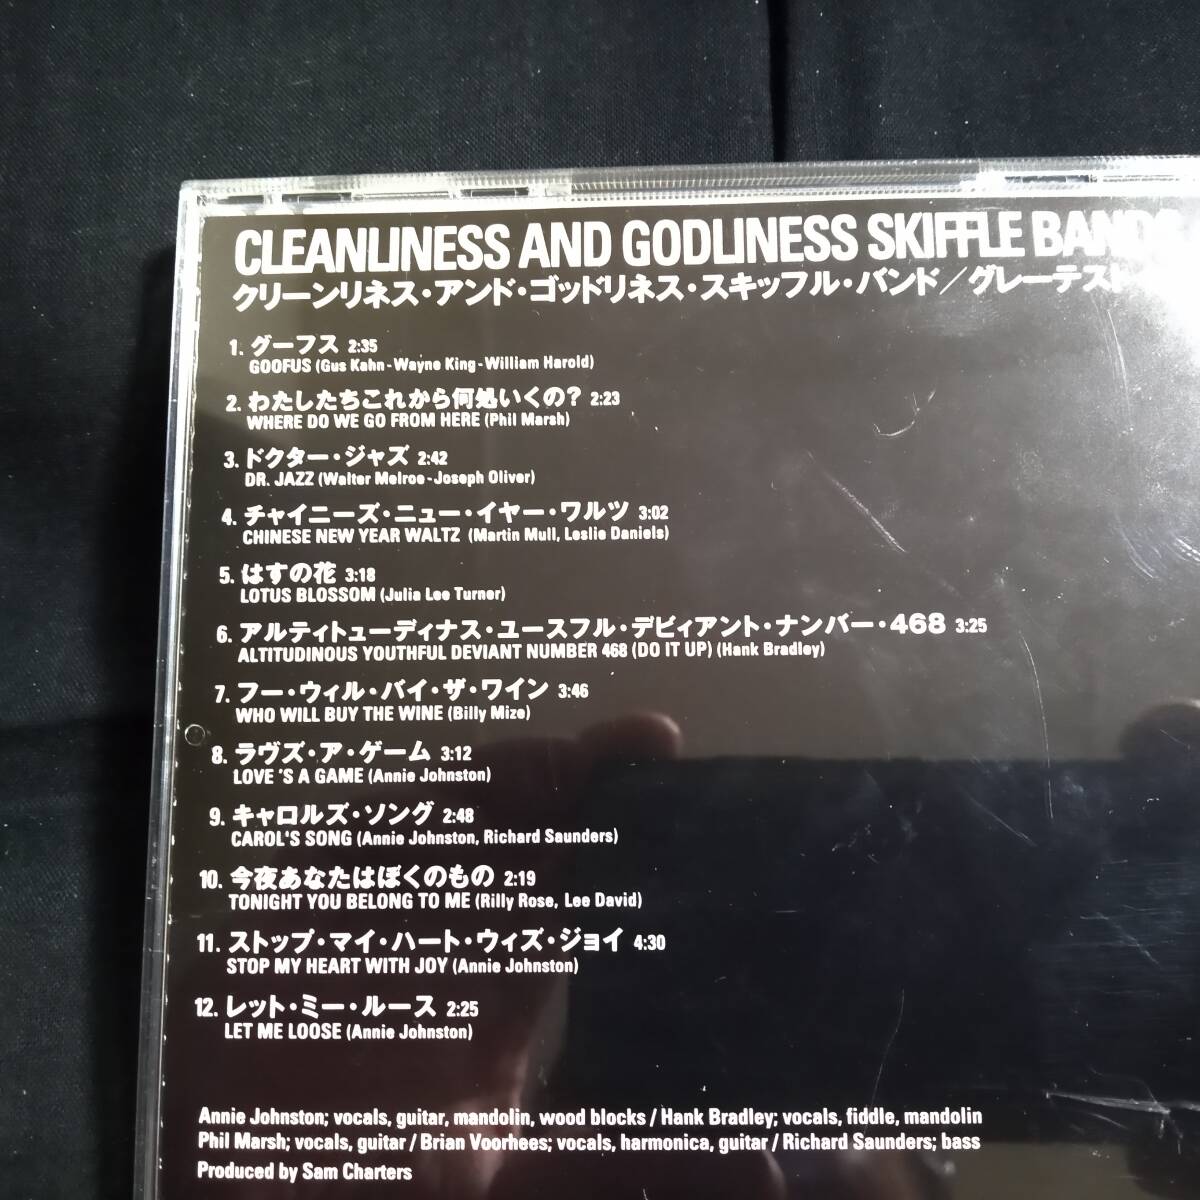 CLEANLINESS AND GODLINESS SKIFFLE BAND'S
クリーンリネス・アンド・ゴッドリネス・スキッフル・バンド／グレーテスト
1. グーフス 2:35
GOOFUS (Gus Kahn-Wayne King-William Harold)
2. わたしたちこれから何処いくの? 2:23
WHERE DO WE GO FROM HERE (Phil Marsh)
3. ドクター・ジャズ 2:42
DR. JAZZ (Walter Melroe-Joseph Oliver)
4. チャイニーズ・ニュー・イヤー・ワルツ 3:02
CHINESE NEW YEAR WALTZ (Martin Mull, Leslie Daniels)
5. はすの花 3:18
LOTUS BLOSSOM (Julia Lee Turner)
6. アルティトューディナス・ユースフル・デビィアント・ナンバー・468 3:25
ALTITUDINOUS YOUTHFUL DEVIANT NUMBER 468 (DO IT UP) (Hank Bradley)
7. フー・ウィル・バイ・ザ・ワイン 3:46
WHO WILL BUY THE WINE (Billy Mize)
8. ラヴズ・ア・ゲーム 3:12
LOVE 'S A GAME (Annie Johnston)
9. キャロルズ・ソング 2:48
CAROL'S SONG (Annie Johnston, Richard Saunders)
10. 今夜あなたはぼくのもの 2:19
TONIGHT YOU BELONG TO ME (Rilly Rose, Lee David)
11. ストップ・マイ・ハート・ウィズ・ジョイ 4:30
STOP MY HEART WITH JOY (Annie Johnston)
12. レット・ミー・ルース 2:25
LET ME LOOSE (Annie Johnston)
Annie Johnston; vocals, guitar, mandolin, wood blocks / Hank Bradley; vocals, fiddle, mandolin
Phil Marsh; vocals, guitar / Brian Voorhees; vocals, harmonica, guitar / Richard Saunders; bass
Produced by Sam Charters